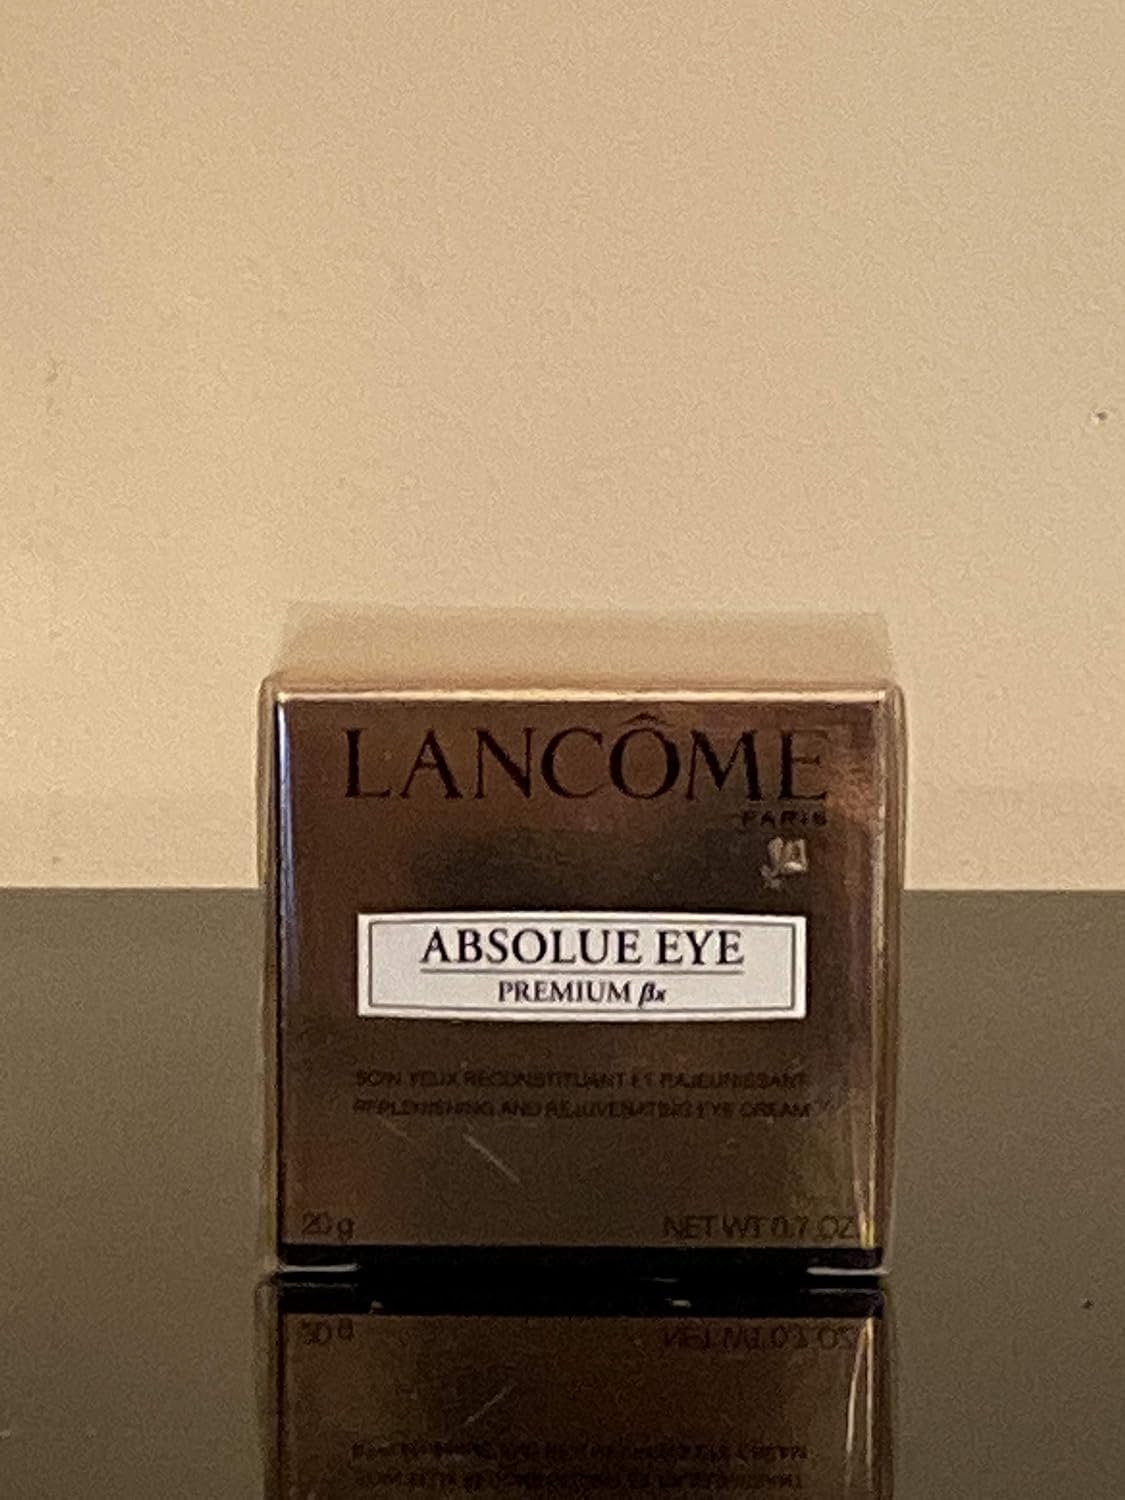 LANCÔME
PARIS
ABSOLUE EYE
PREMIUM βx
SOIN YEUX RECONSTITUANT ET RAJEUNISSANT
REPLENISHING AND REJUVENATING EYE CREAM
20 g
NET WT 0.7 OZ